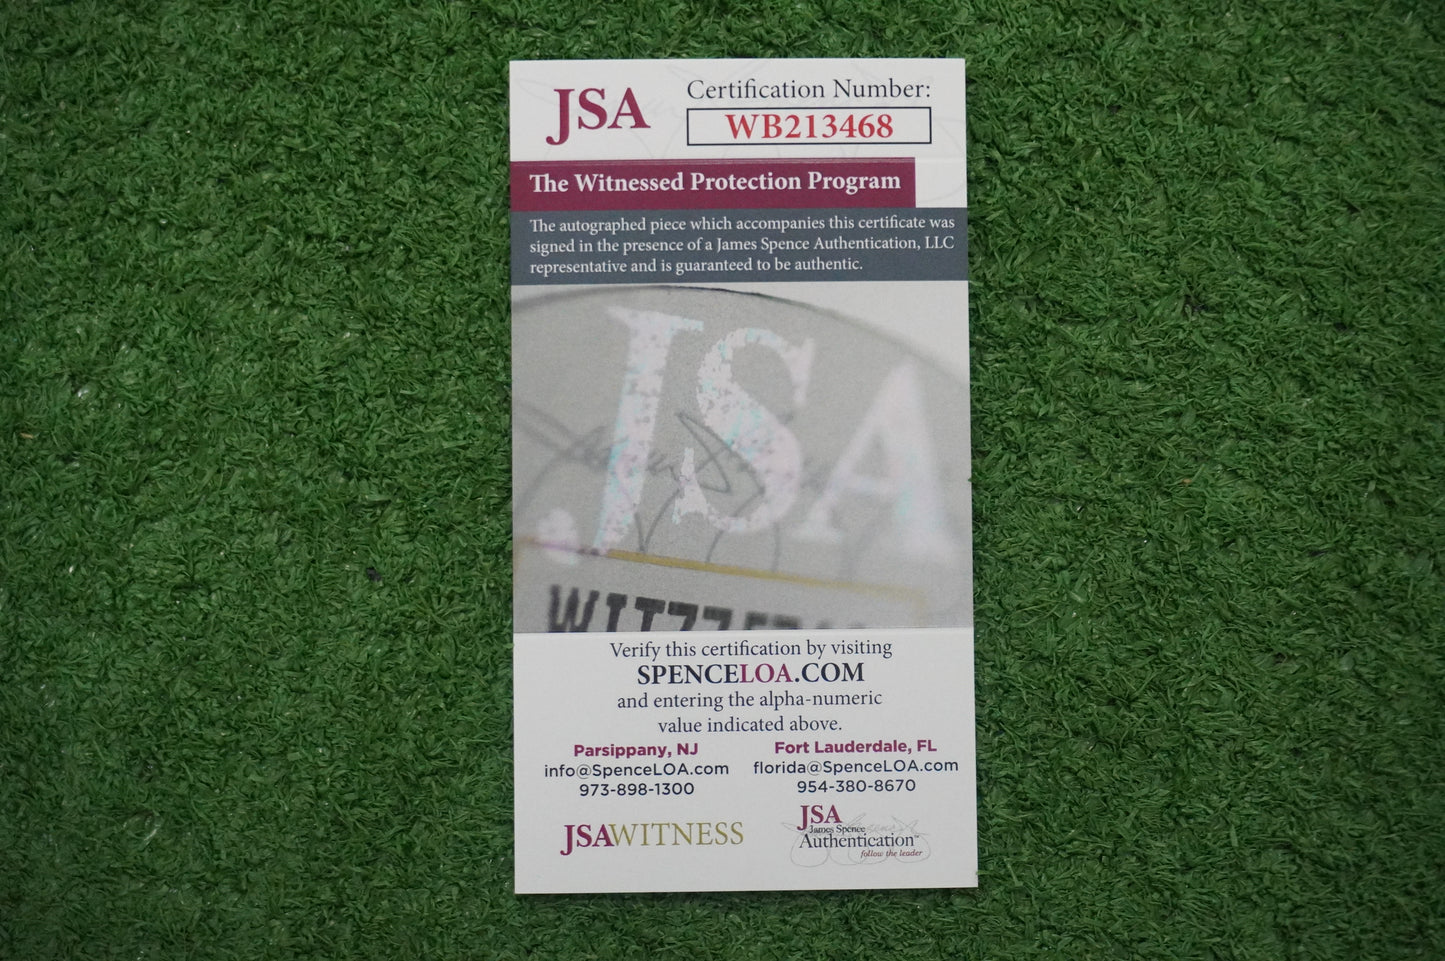 JSA
Certification Number:
WB213468
The Witnessed Protection Program
The autographed piece which accompanies this certificate was
signed in the presence of a James Spence Authentication, LLC
representative and is guaranteed to be authentic.
JSA
Verify this certification by visiting
SPENCELOA.COM
and entering the alpha-numeric
value indicated above.
Parsippany, NJ
info@SpenceLOA.com
973-898-1300
Fort Lauderdale, FL
florida@SpenceLOA.com
954-380-8670
JSAWITNESS
JSA
James Spence
Authentication
follow the leader